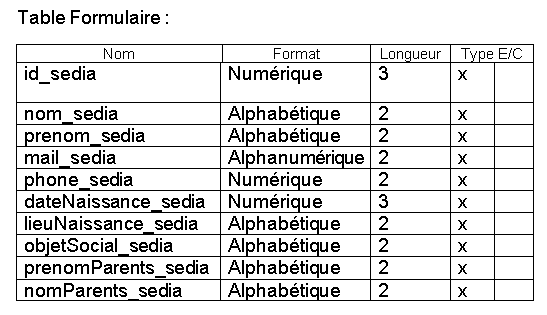 Table Formulaire :
Nom Format Longueur Type E/C
id_sedia Numérique 3 x
nom_sedia Alphabétique 2 x
prenom_sedia Alphabétique 2 x
mail_sedia Alphanumérique 2 x
phone_sedia Numérique 2 x
dateNaissance_sedia Numérique 3 x
lieuNaissance_sedia Alphabétique 2 x
objetSocial_sedia Alphabétique 2 x
prenomParents_sedia Alphabétique 2 x
nomParents_sedia Alphabétique 2 x